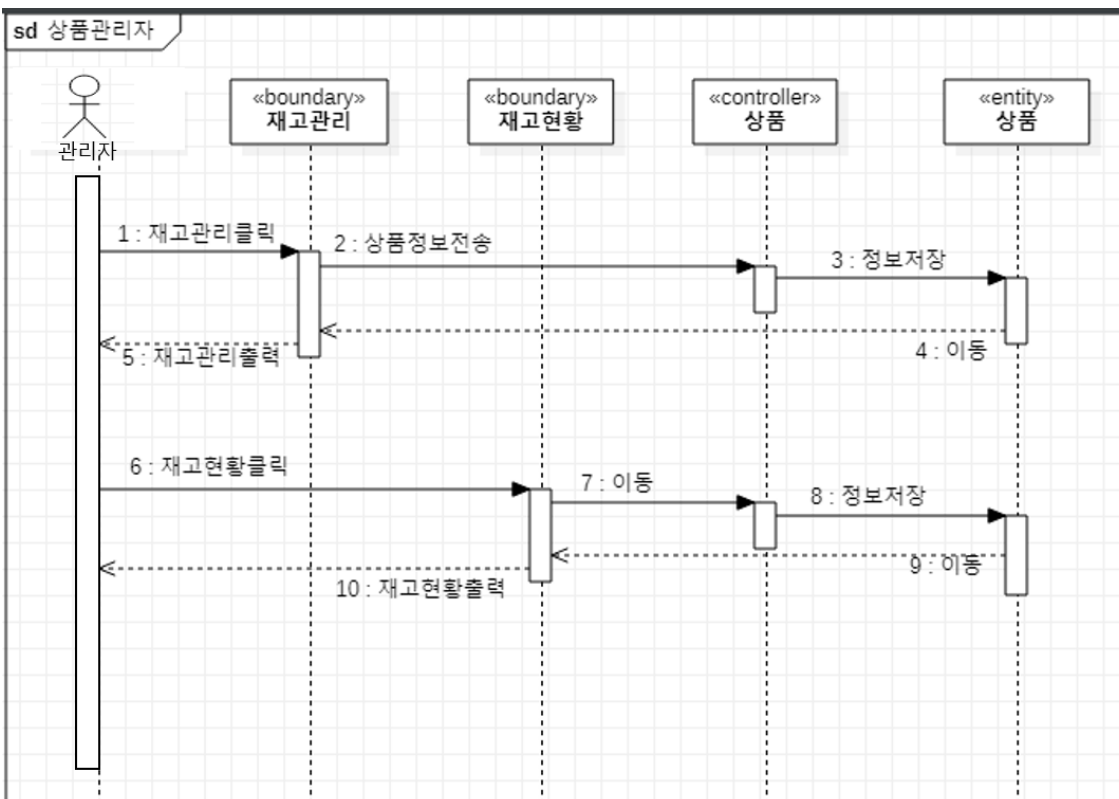 sd 상품관리자
관리자
«boundary»
재고관리
«boundary»
재고현황
«controller»
상품
«entity»
상품
1 : 재고관리클릭
2 : 상품정보전송
3 : 정보저장
4 : 이동
5 : 재고관리출력
6 : 재고현황클릭
7 : 이동
8 : 정보저장
9 : 이동
10 : 재고현황출력